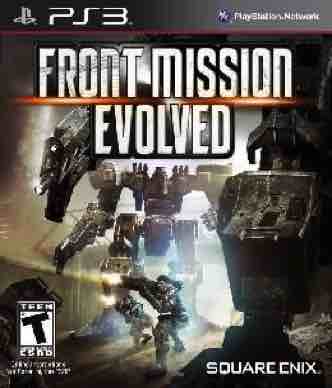 PS3
PlayStation Network
FRONT MISSION
EVOLVED
TEEN
T
SQUARE ENIX